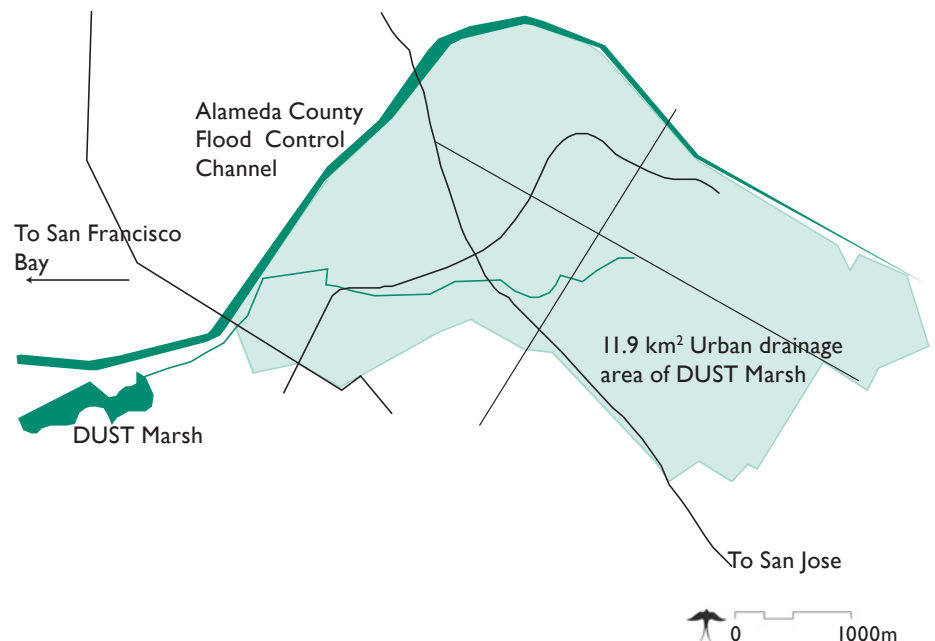 Alameda County
Flood Control
Channel
To San Francisco
Bay
11.9 km² Urban drainage
area of DUST Marsh
DUST Marsh
To San Jose
0 1000m